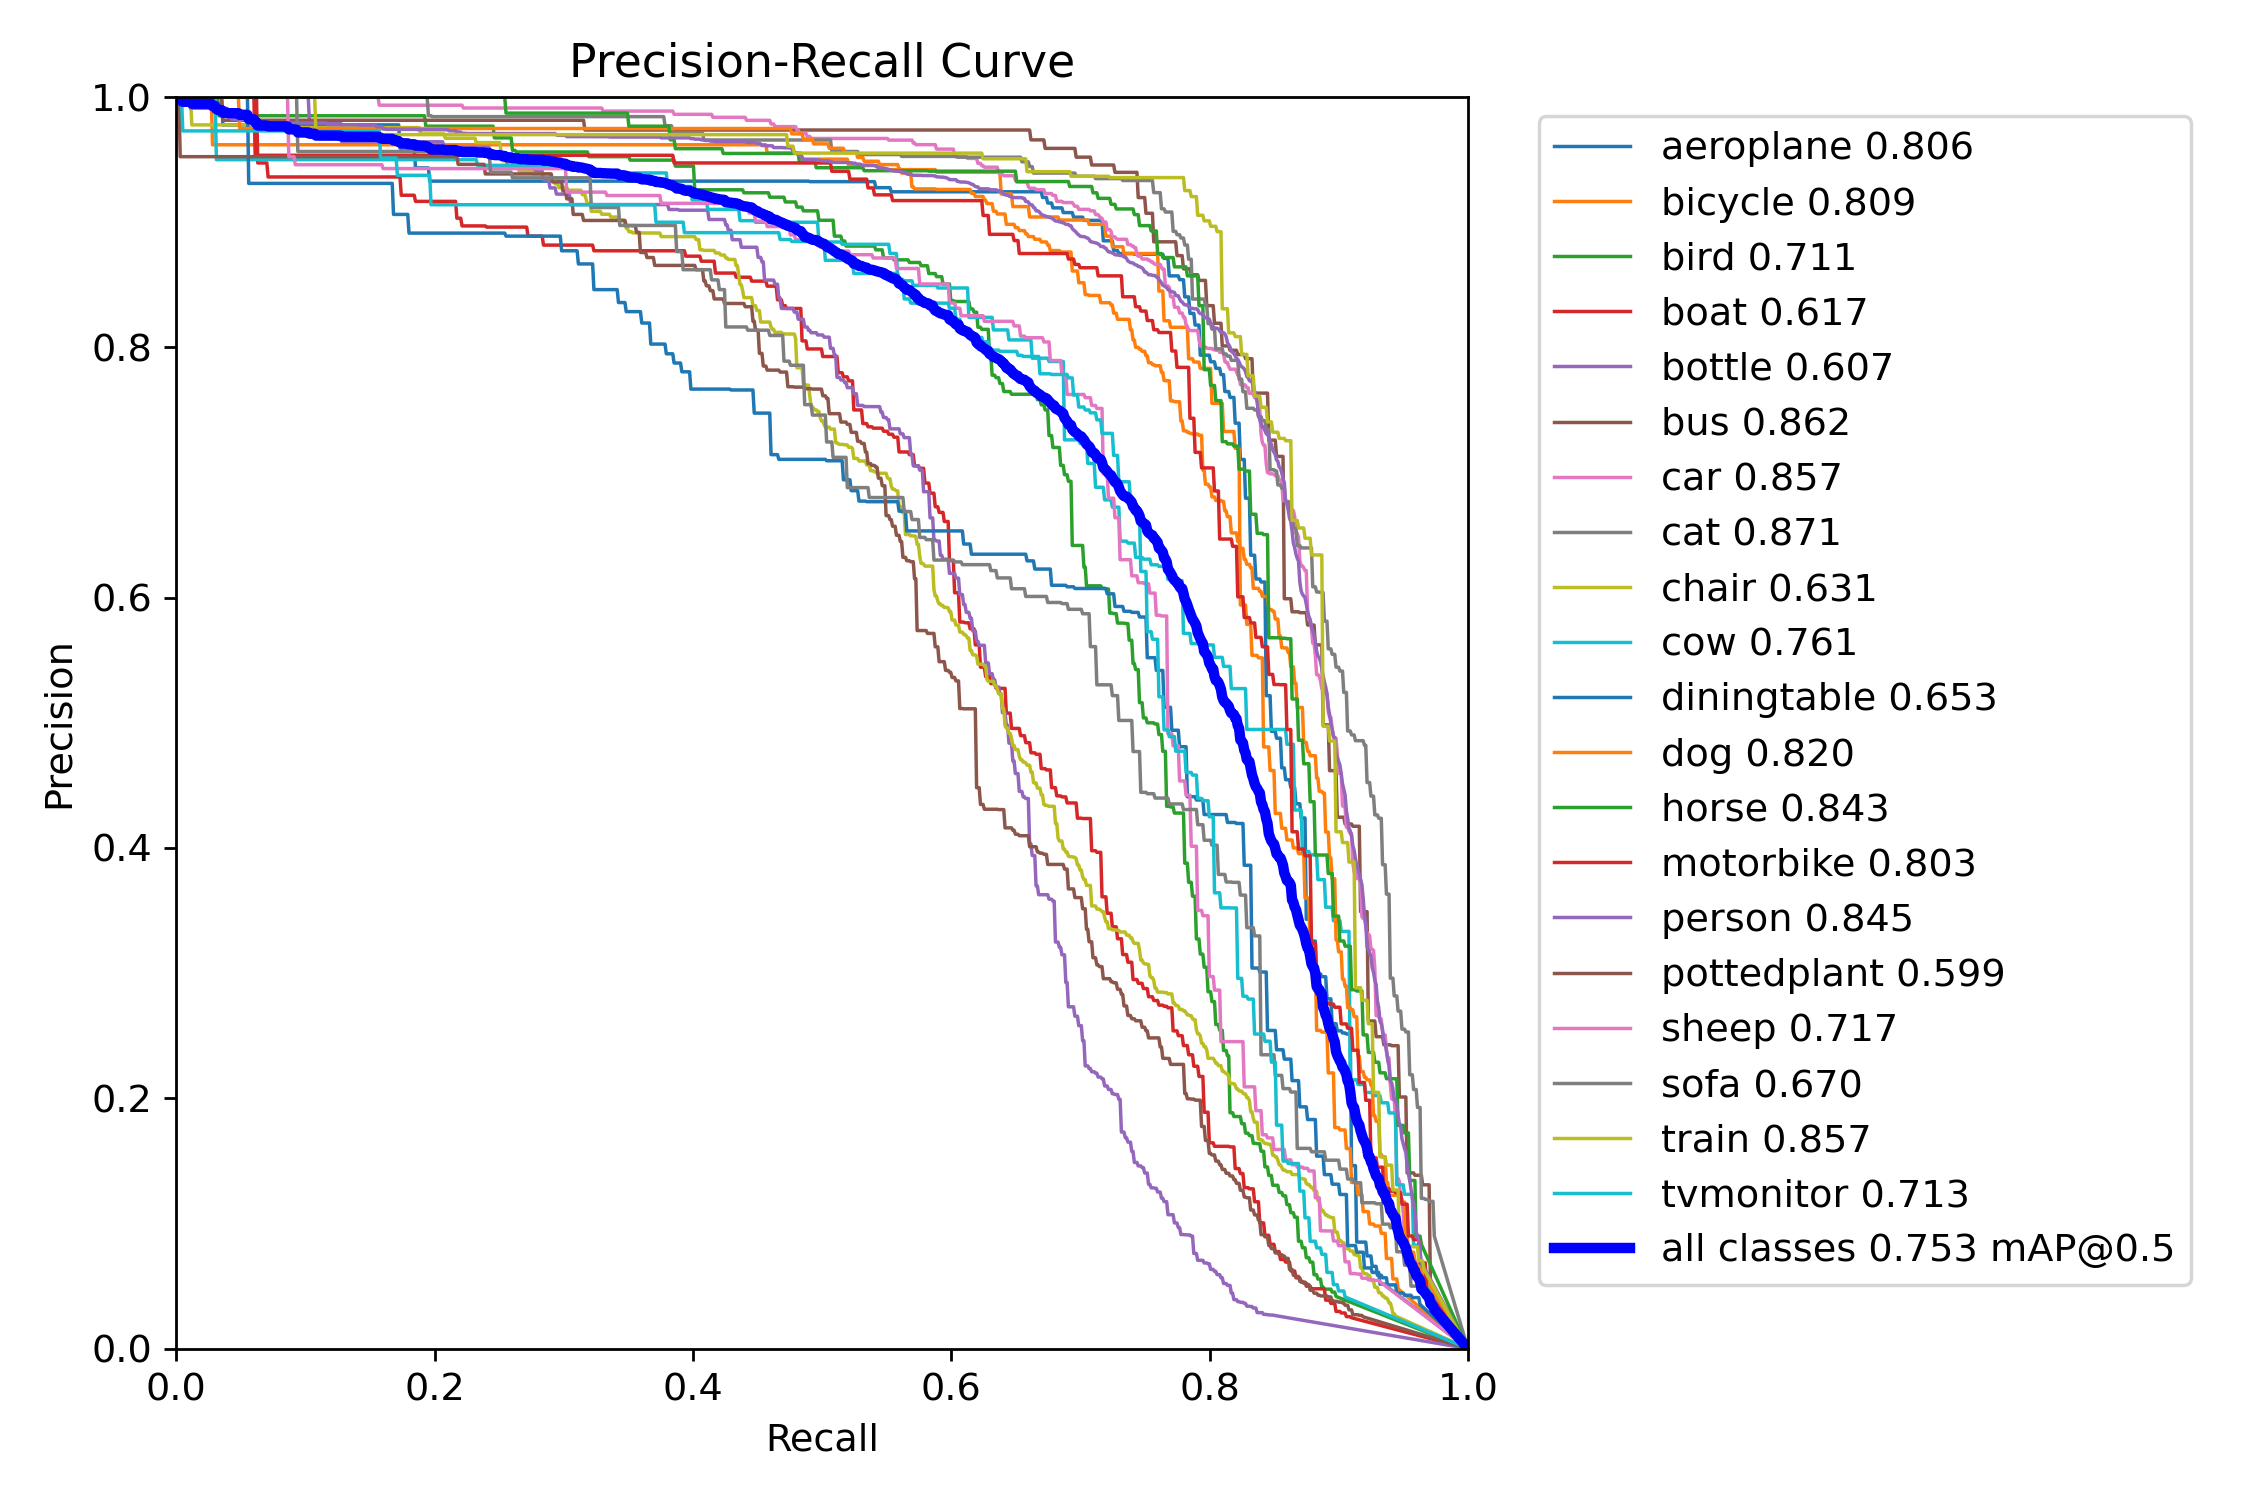 Precision-Recall Curve
1.0
0.8
0.6
0.4
0.2
0.0
Precision
0.0 0.2 0.4 0.6 0.8 1.0
Recall
aeroplane 0.806
bicycle 0.809
bird 0.711
boat 0.617
bottle 0.607
bus 0.862
car 0.857
cat 0.871
chair 0.631
cow 0.761
diningtable 0.653
dog 0.820
horse 0.843
motorbike 0.803
person 0.845
pottedplant 0.599
sheep 0.717
sofa 0.670
train 0.857
tvmonitor 0.713
all classes 0.753 mAP@0.5